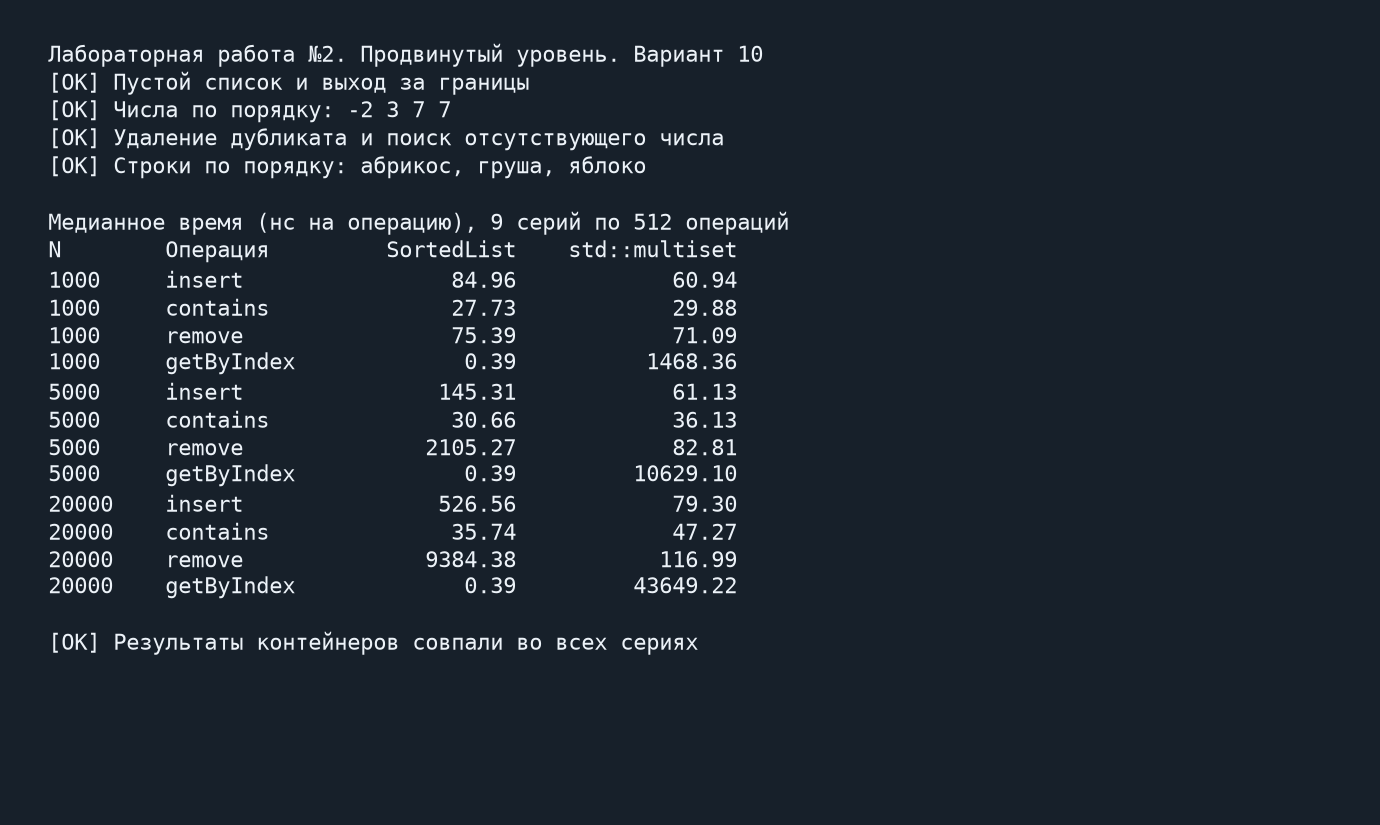 Лабораторная работа №2. Продвинутый уровень. Вариант 10
[OK] Пустой список и выход за границы
[OK] Числа по порядку: -2 3 7 7
[OK] Удаление дубликата и поиск отсутствующего числа
[OK] Строки по порядку: абрикос, груша, яблоко
Медианное время (нс на операцию), 9 серий по 512 операций
N        Операция         SortedList    std::multiset
1000     insert                84.96            60.94
1000     contains              27.73            29.88
1000     remove                75.39            71.09
1000     getByIndex             0.39          1468.36
5000     insert               145.31            61.13
5000     contains              30.66            36.13
5000     remove              2105.27            82.81
5000     getByIndex             0.39         10629.10
20000    insert               526.56            79.30
20000    contains              35.74            47.27
20000    remove              9384.38           116.99
20000    getByIndex             0.39         43649.22
[OK] Результаты контейнеров совпали во всех сериях